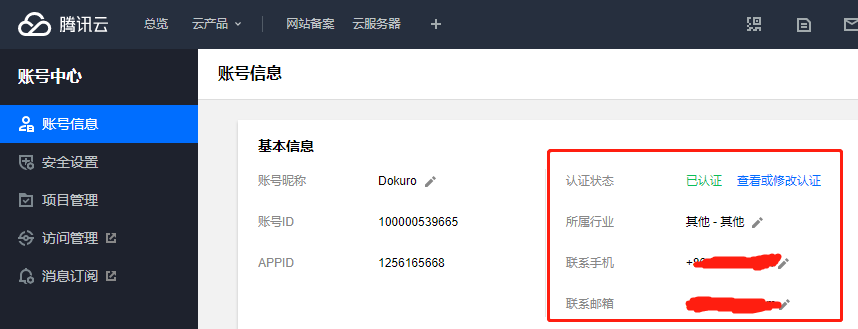 腾讯云 总览 云产品 网站备案 云服务器
账号中心
账号信息
安全设置
项目管理
访问管理
消息订阅
账号信息
基本信息
账号昵称 Dokuro
账号ID 100000539665
APPID 1256165668
认证状态 已认证 查看或修改认证
所属行业 其他 - 其他
联系手机
联系邮箱